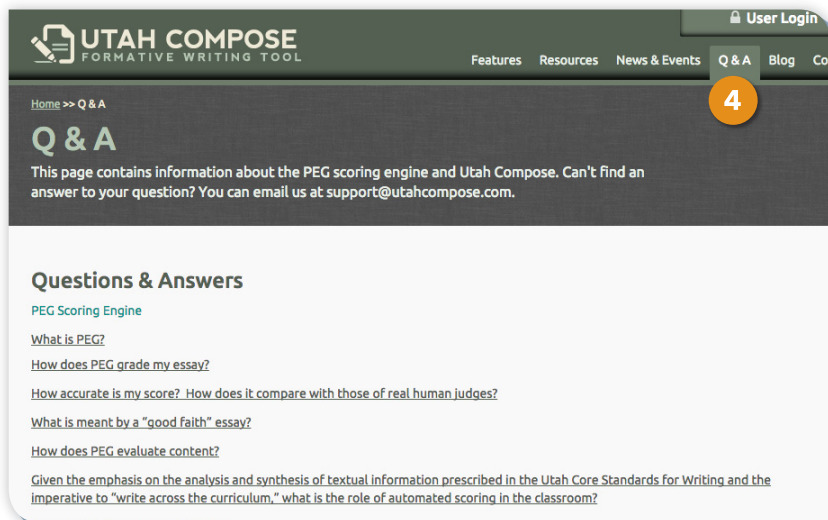 User Login
UTAH COMPOSE
FORMATIVE WRITING TOOL
Features Resources News & Events Q & A Blog Co
4
Home >> Q & A
Q & A
This page contains information about the PEG scoring engine and Utah Compose. Can't find an
answer to your question? You can email us at support@utahcompose.com.
Questions & Answers
PEG Scoring Engine
What is PEG?
How does PEG grade my essay?
How accurate is my score? How does it compare with those of real human judges?
What is meant by a “good faith” essay?
How does PEG evaluate content?
Given the emphasis on the analysis and synthesis of textual information prescribed in the Utah Core Standards for Writing and the
imperative to “write across the curriculum,” what is the role of automated scoring in the classroom?